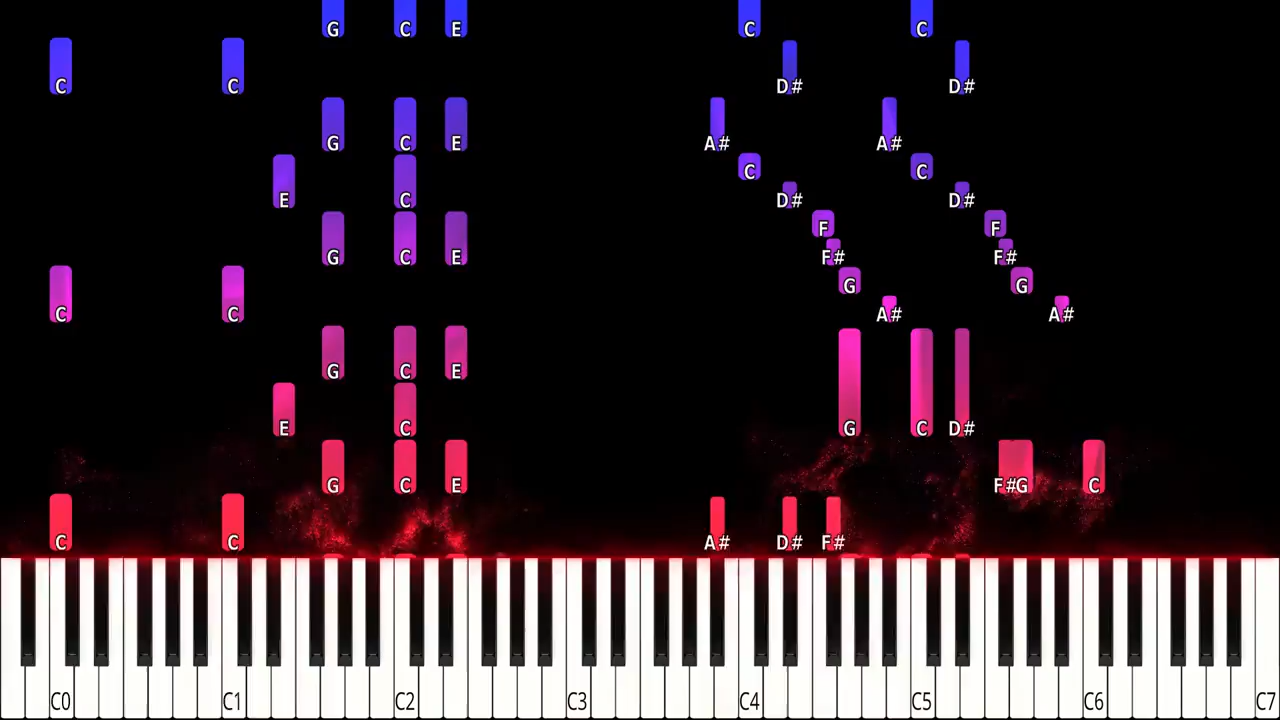 G C E C C
C C D# D#
G C E A# A#
E C C C
D# D#
F F
G C E F# F#
G G
C C A# A#
G C E
E C G C D#
G C E F# G C
C C A# D# F#
C0 C1 C2 C3 C4 C5 C6 C7